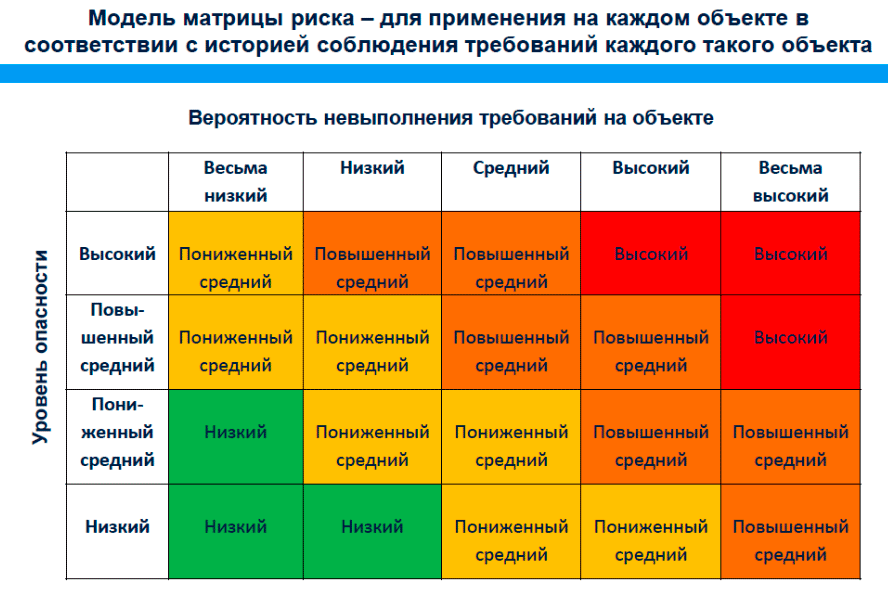 Модель матрицы риска – для применения на каждом объекте в
соответствии с историей соблюдения требований каждого такого объекта
Вероятность невыполнения требований на объекте
Весьма
низкий
Низкий
Средний
Высокий
Весьма
высокий
Уровень опасности
Высокий
Пониженный
средний
Повышенный
средний
Повышенный
средний
Высокий
Высокий
Повы-
шенный
средний
Пониженный
средний
Пониженный
средний
Повышенный
средний
Повышенный
средний
Высокий
Пони-
женный
средний
Низкий
Пониженный
средний
Пониженный
средний
Повышенный
средний
Повышенный
средний
Низкий
Низкий
Низкий
Пониженный
средний
Пониженный
средний
Повышенный
средний